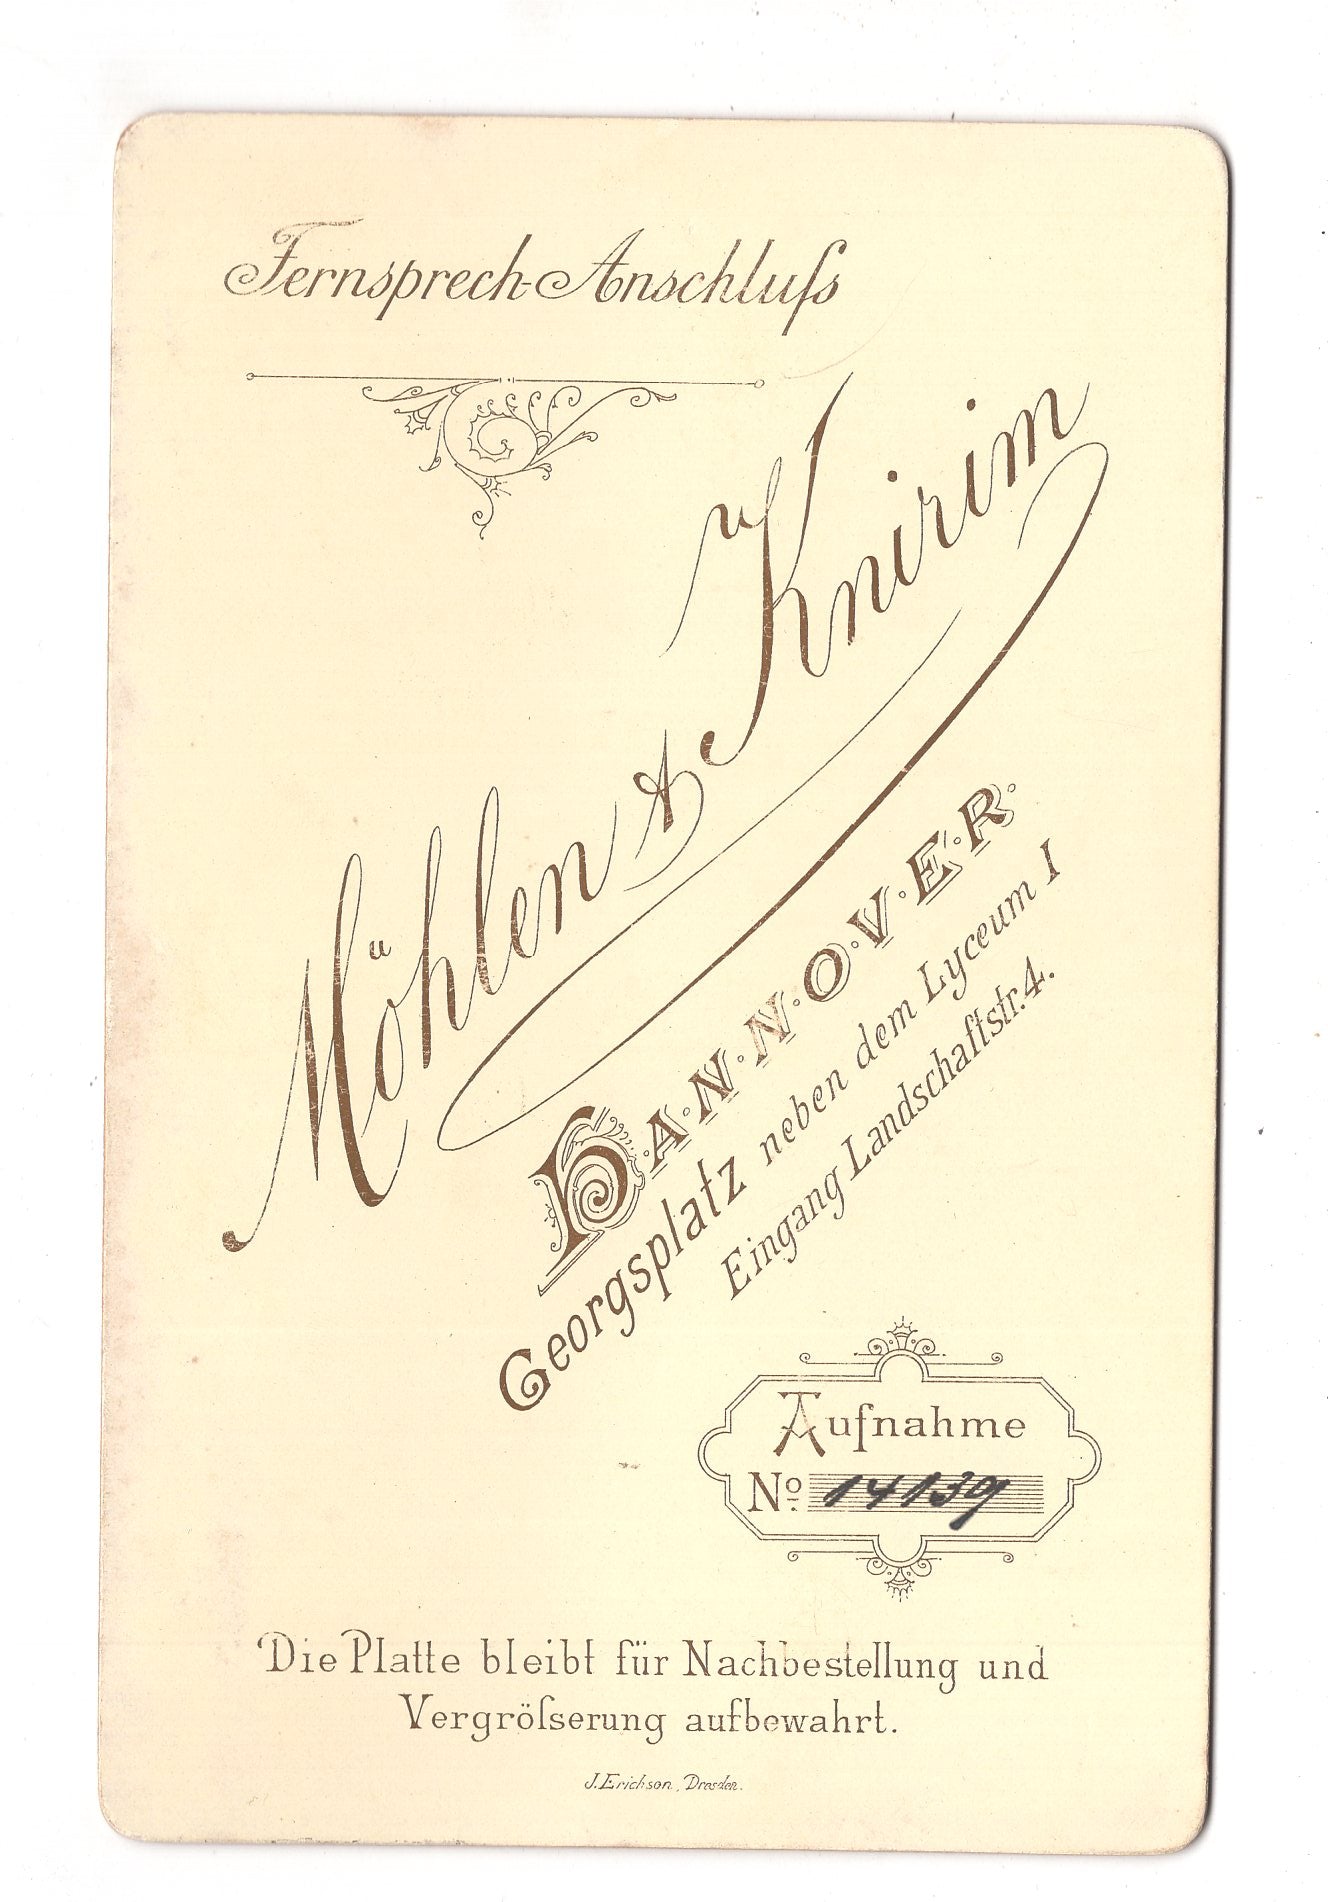 Fernsprech-Anschluſs
Möhlen & Knirim
H·A·N·N·O·V·E·R·
Georgsplatz neben dem Lyceum I
Eingang Landschaftstr. 4.
Aufnahme
No. 14139
Die Platte bleibt für Nachbestellung und
Vergröſserung aufbewahrt.
J. Erichson, Dresden.